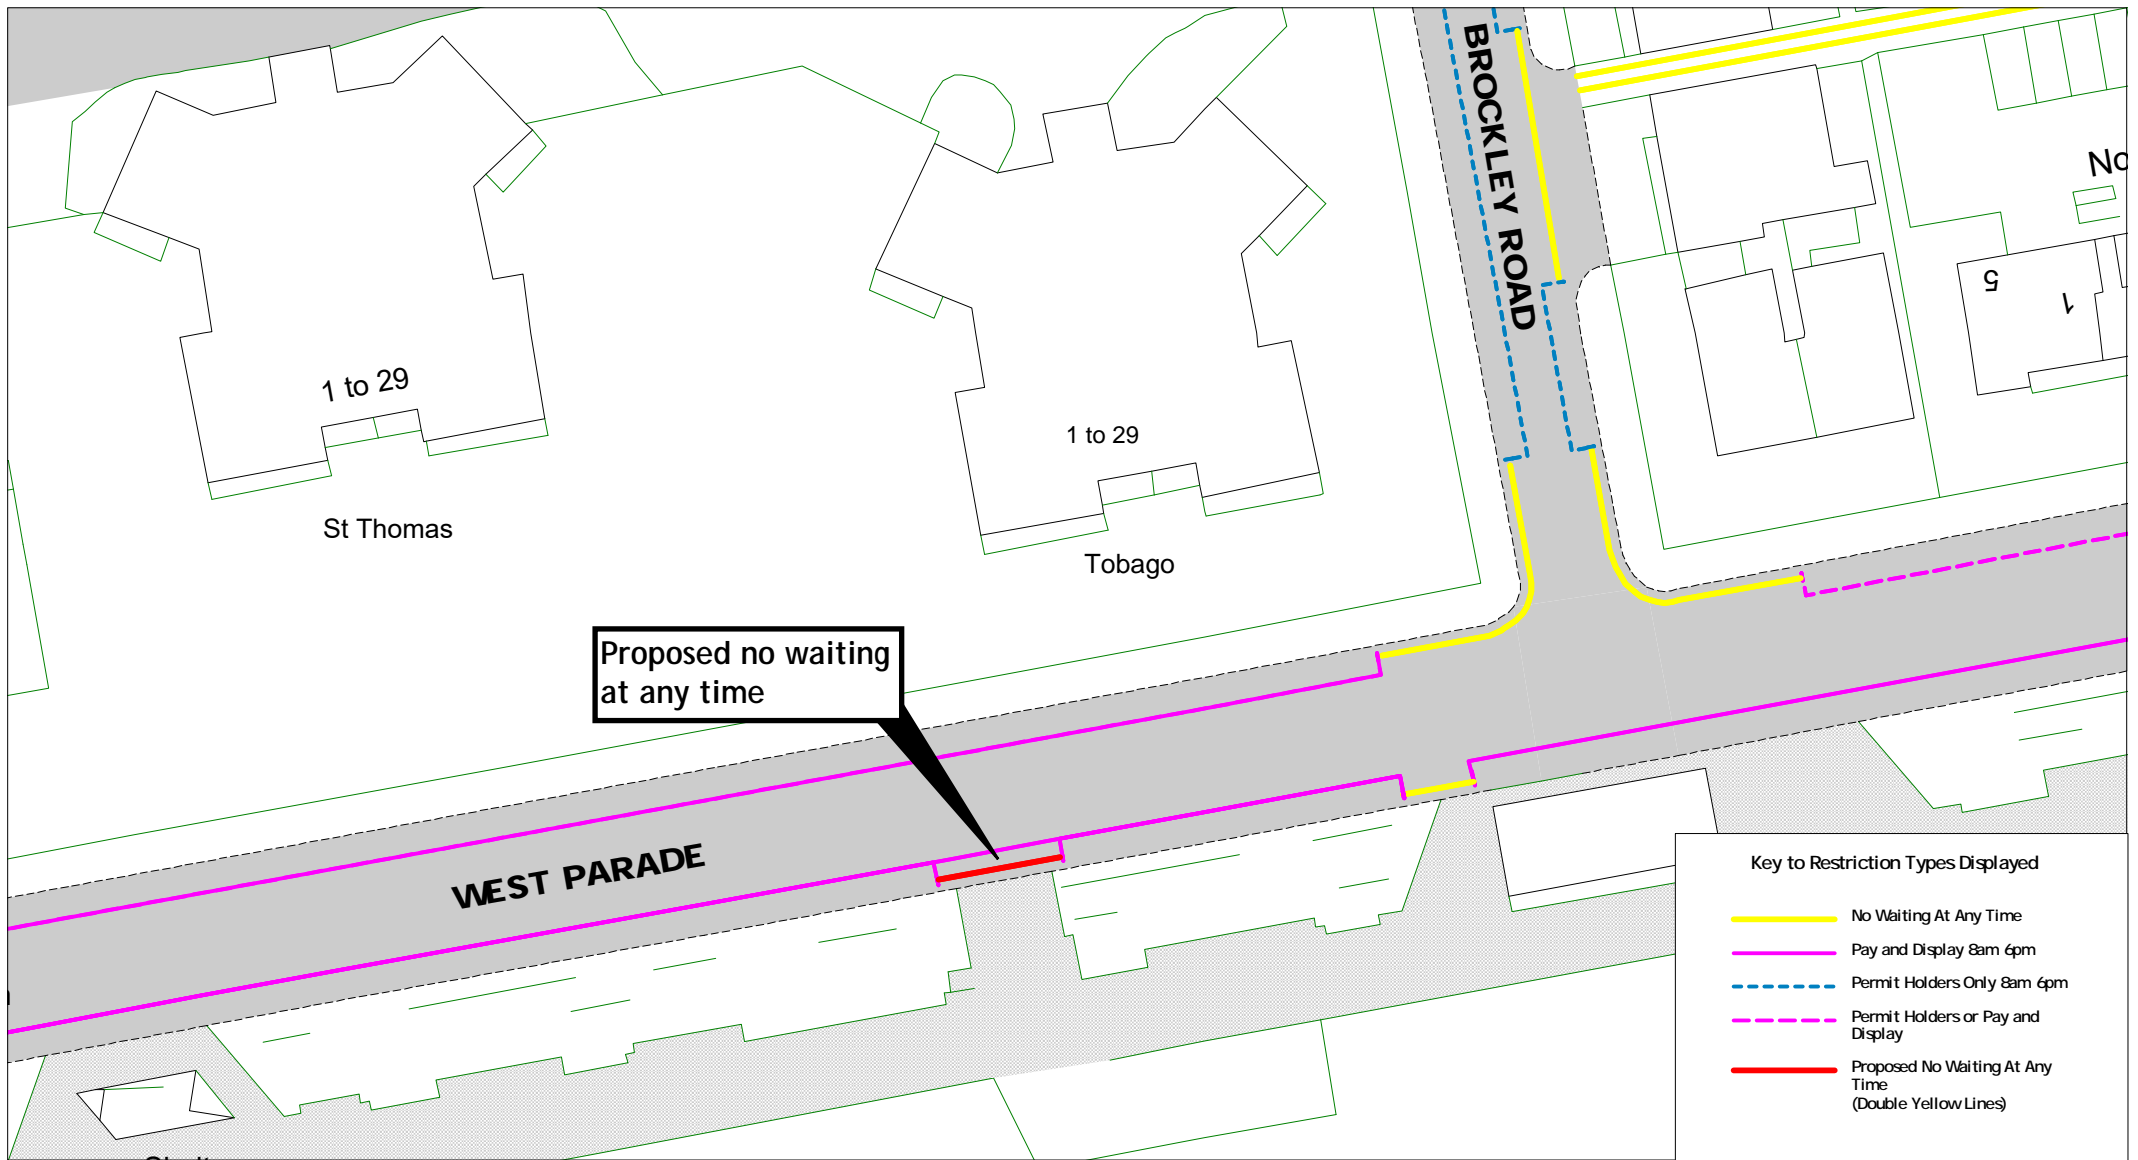 BROCKLEY ROAD
No
5
1
1 to 29
1 to 29
St Thomas
Tobago
Proposed no waiting
at any time
WEST PARADE
Key to Restriction Types Displayed
No Waiting At Any Time
Pay and Display 8am 6pm
Permit Holders Only 8am 6pm
Permit Holders or Pay and
Display
Proposed No Waiting At Any
Time
(Double Yellow Lines)